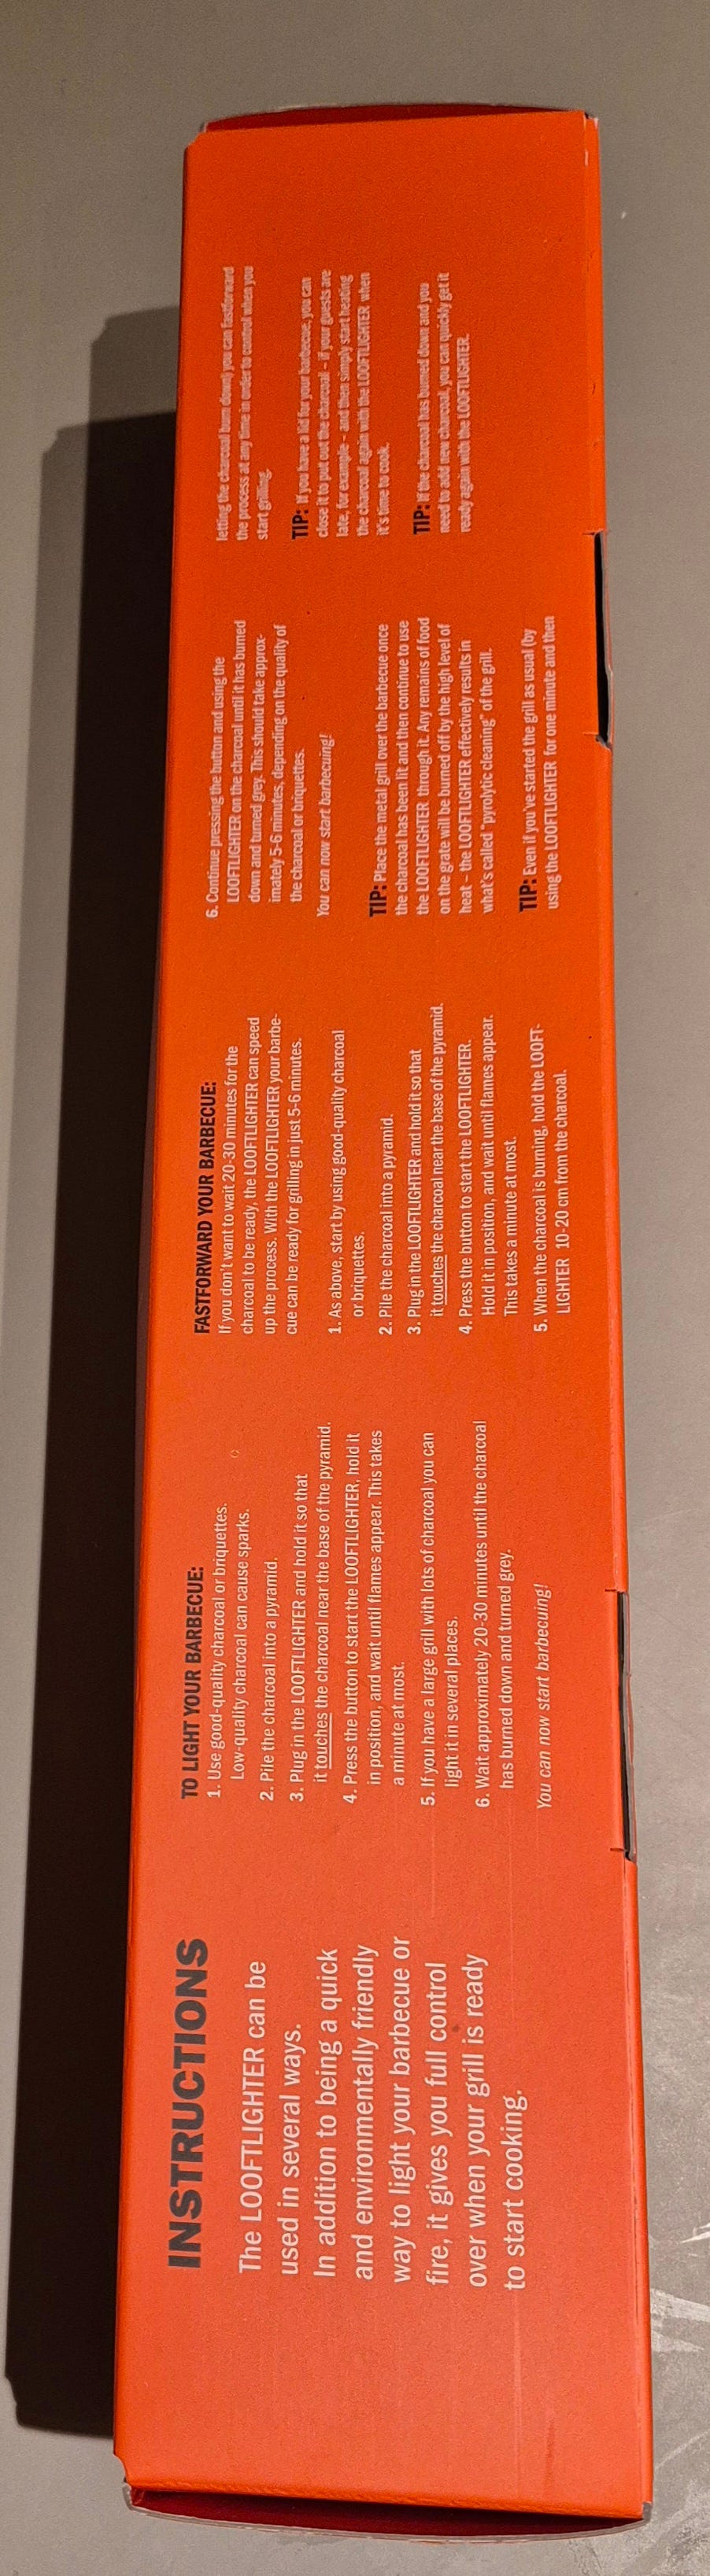 INSTRUCTIONS
The LOOFTLIGHTER can be
used in several ways.
In addition to being a quick
and environmentally friendly
way to light your barbecue or
fire, it gives you full control
over when your grill is ready
to start cooking.
TO LIGHT YOUR BARBECUE:
1. Use good-quality charcoal or briquettes.
Low-quality charcoal can cause sparks.
2. Pile the charcoal into a pyramid.
3. Plug in the LOOFTLIGHTER and hold it so that
it touches the charcoal near the base of the pyramid.
4. Press the button to start the LOOFTLIGHTER, hold it
in position, and wait until flames appear. This takes
a minute at most.
5. If you have a large grill with lots of charcoal you can
light it in several places.
6. Wait approximately 20-30 minutes until the charcoal
has burned down and turned grey.
You can now start barbecuing!
FASTFORWARD YOUR BARBECUE:
If you don't want to wait 20-30 minutes for the
charcoal to be ready, the LOOFTLIGHTER can speed
up the process. With the LOOFTLIGHTER your barbe-
cue can be ready for grilling in just 5-6 minutes.
1. As above, start by using good-quality charcoal
or briquettes.
2. Pile the charcoal into a pyramid.
3. Plug in the LOOFTLIGHTER and hold it so that
it touches the charcoal near the base of the pyramid.
4. Press the button to start the LOOFTLIGHTER.
Hold it in position, and wait until flames appear.
This takes a minute at most.
5. When the charcoal is burning, hold the LOOFT-
LIGHTER 10-20 cm from the charcoal.
6. Continue pressing the button and using the
LOOFTLIGHTER on the charcoal until it has burned
down and turned grey. This should take approx-
imately 5-6 minutes, depending on the quality of
the charcoal or briquettes.
You can now start barbecuing!
TIP: Place the metal grill over the barbecue once
the charcoal has been lit and then continue to use
the LOOFTLIGHTER through it. Any remains of food
on the grate will be burned off by the high level of
heat – the LOOFTLIGHTER effectively results in
what's called "pyrolytic cleaning" of the grill.
TIP: Even if you've started the grill as usual (by
using the LOOFTLIGHTER for one minute and then
letting the charcoal burn down) you can fastforward
the process at any time in order to control when you
start grilling.
TIP: If you have a lid for your barbecue, you can
close it to put out the charcoal – if your guests are
late, for example – and then simply start heating
the charcoal again with the LOOFTLIGHTER when
it's time to cook.
TIP: If the charcoal has burned down and you
need to add new charcoal, you can quickly get it
ready again with the LOOFTLIGHTER.